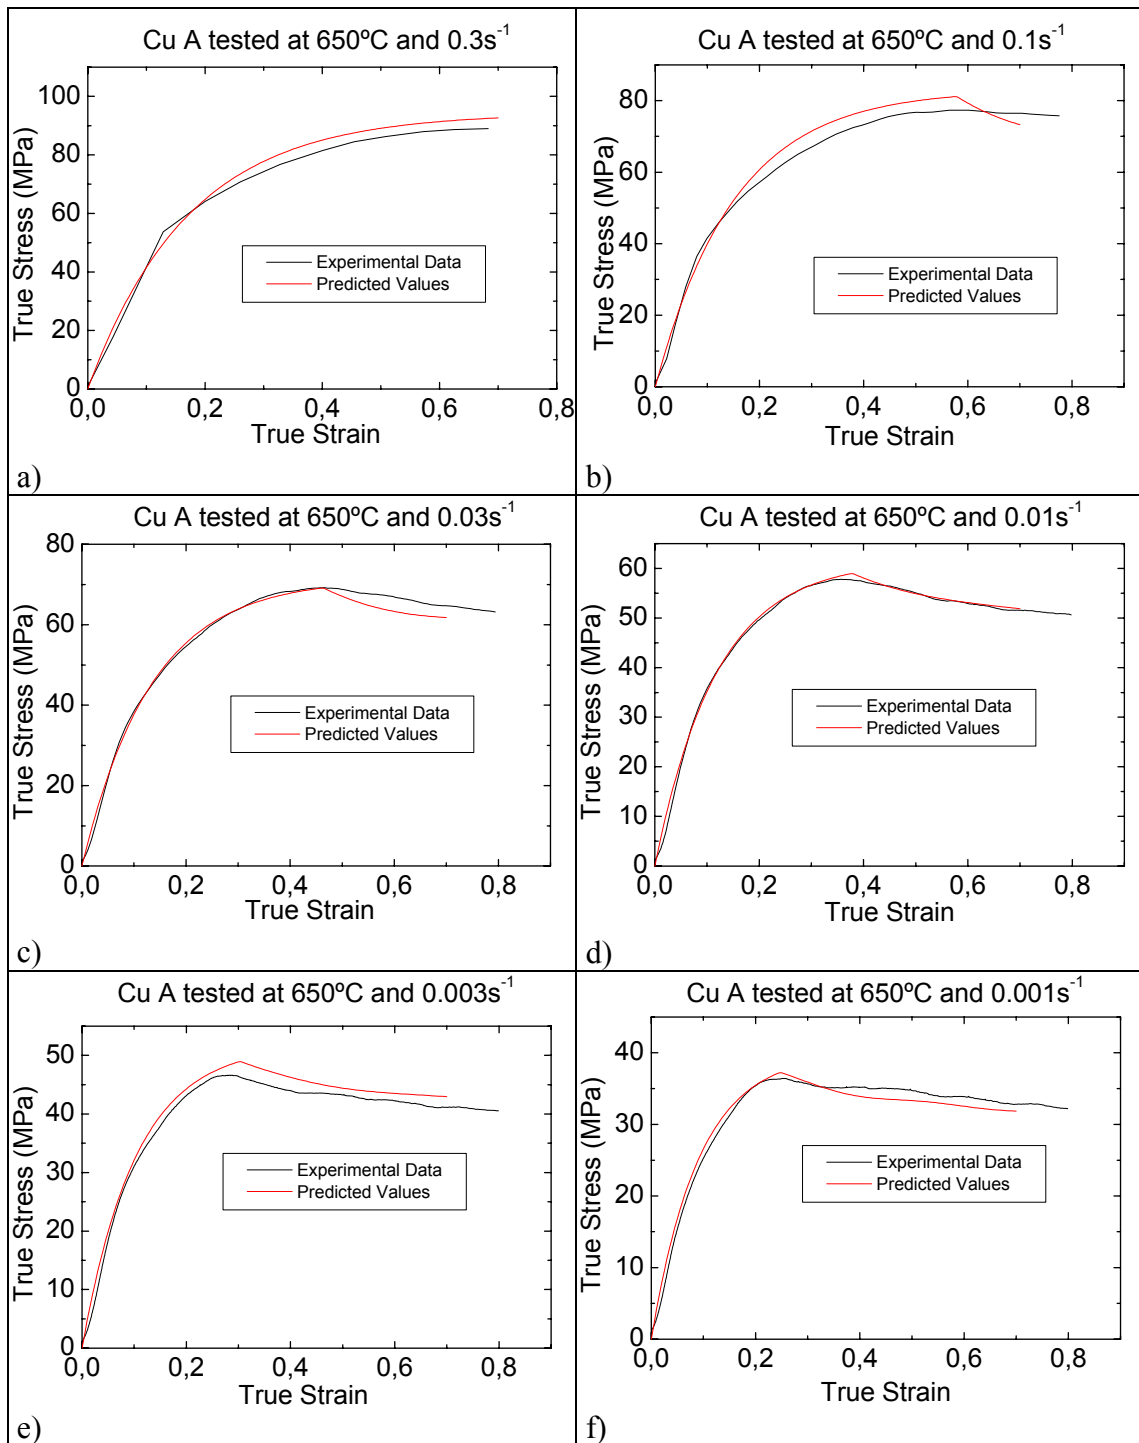 Cu A tested at 650ºC and 0.3s-1
True Stress (MPa)
100
80
60
40
20
0
0,0 0,2 0,4 0,6 0,8
True Strain
Experimental Data
Predicted Values
a)
Cu A tested at 650ºC and 0.1s-1
True Stress (MPa)
80
60
40
20
0
0,0 0,2 0,4 0,6 0,8
True Strain
Experimental Data
Predicted Values
b)
Cu A tested at 650ºC and 0.03s-1
True Stress (MPa)
80
60
40
20
0
0,0 0,2 0,4 0,6 0,8
True Strain
Experimental Data
Predicted Values
c)
Cu A tested at 650ºC and 0.01s-1
True Stress (MPa)
60
50
40
30
20
10
0
0,0 0,2 0,4 0,6 0,8
True Strain
Experimental Data
Predicted Values
d)
Cu A tested at 650ºC and 0.003s-1
True Stress (MPa)
50
40
30
20
10
0
0,0 0,2 0,4 0,6 0,8
True Strain
Experimental Data
Predicted Values
e)
Cu A tested at 650ºC and 0.001s-1
True Stress (MPa)
40
30
20
10
0
0,0 0,2 0,4 0,6 0,8
True Strain
Experimental Data
Predicted Values
f)